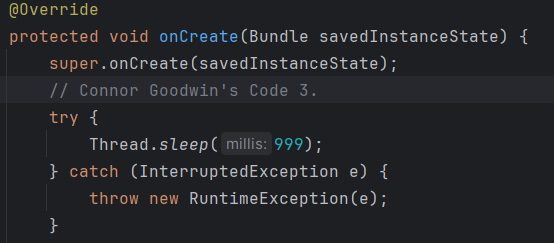 @Override
protected void onCreate(Bundle savedInstanceState) {
super.onCreate(savedInstanceState);
// Connor Goodwin's Code 3.
try {
Thread.sleep( millis: 999);
} catch (InterruptedException e) {
throw new RuntimeException(e);
}